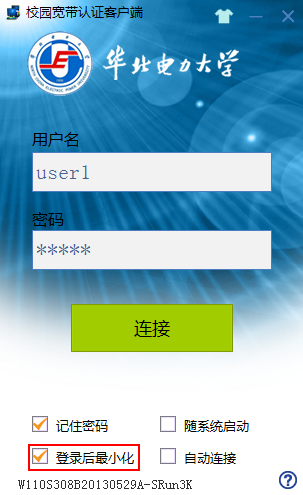 校园宽带认证客户端
华北电力大学
用户名
user1
密码
*****
连接
记住密码
随系统启动
登录后最小化
自动连接
W110S308B20130529A-SRun3K